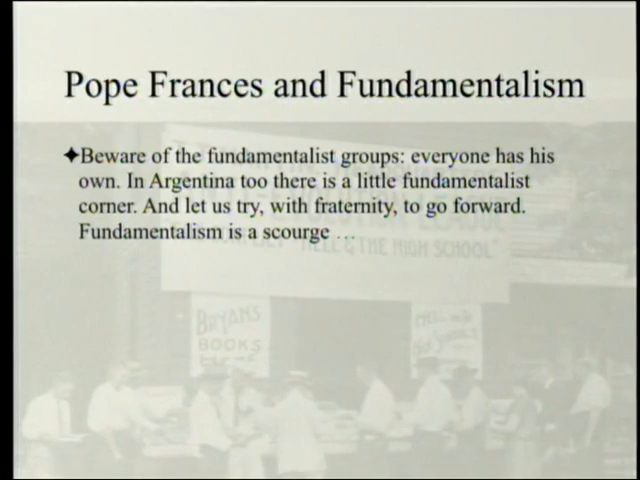 Pope Frances and Fundamentalism
✦Beware of the fundamentalist groups: everyone has his
own. In Argentina too there is a little fundamentalist
corner. And let us try, with fraternity, to go forward.
Fundamentalism is a scourge …
"HELL & THE HIGH SCHOOL"
BRYANS
BOOKS